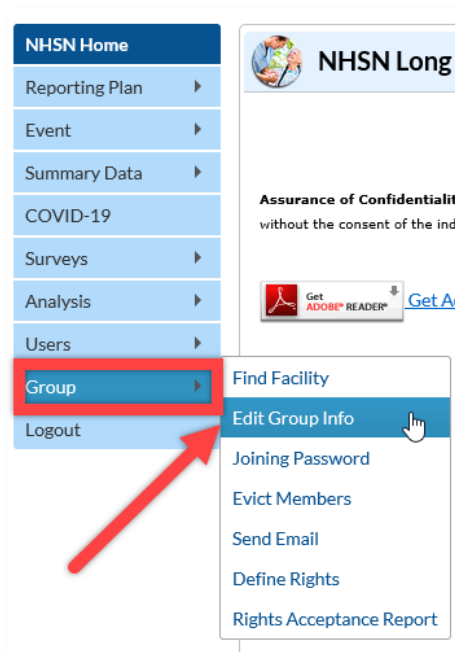 NHSN Home
Reporting Plan
Event
Summary Data
COVID-19
Surveys
Analysis
Users
Group
Logout
NHSN Long
Assurance of Confidentialit
without the consent of the ind
Get
ADOBE® READER®
Get A
Find Facility
Edit Group Info
Joining Password
Evict Members
Send Email
Define Rights
Rights Acceptance Report